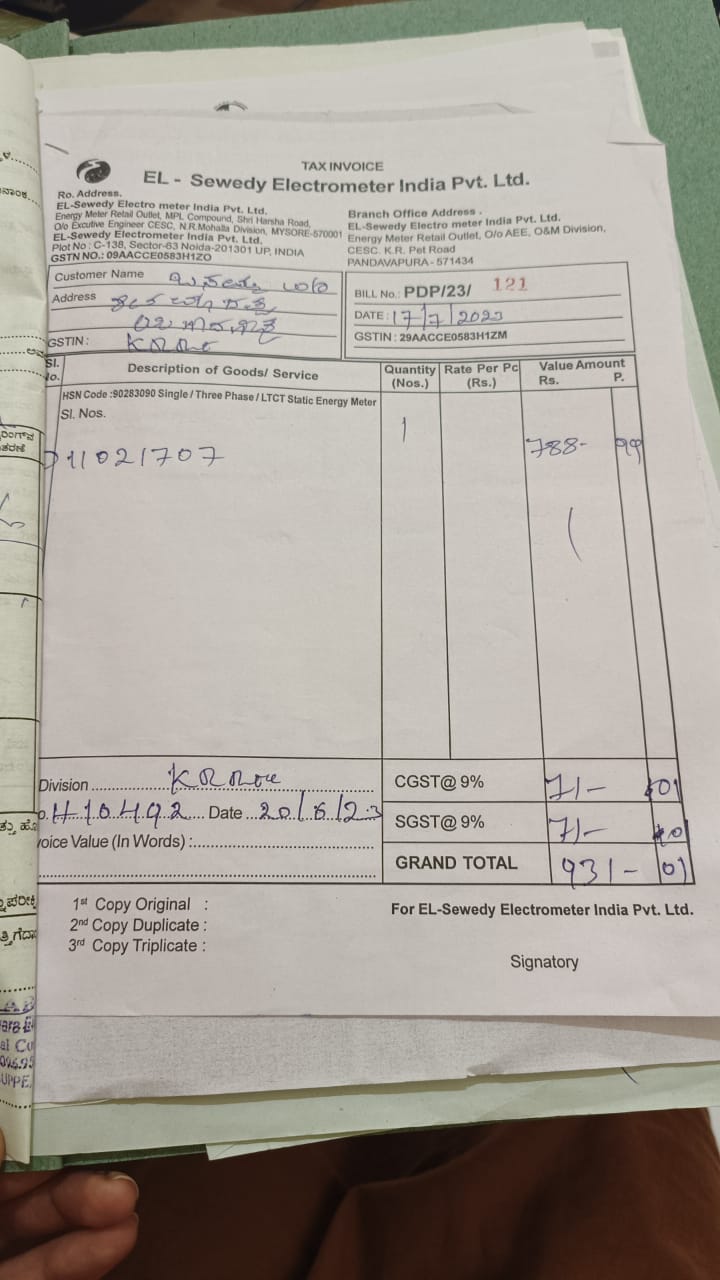 TAX INVOICE
EL - Sewedy Electrometer India Pvt. Ltd.
Ro. Address.
EL-Sewedy Electro meter India Pvt. Ltd.
Energy Meter Retail Outlet, MPL Compound, Shri Harsha Road,
O/o Excutive Engineer CESC, N.R.Mohalla Division, MYSORE-570001
EL-Sewedy Electrometer Pvt. Ltd.
Plot No : C-138, Sector-63 Noida-201301 UP, INDIA
GSTN NO.: 09AACCE0583H1ZO
Branch Office Address .
EL-Sewedy Electro meter India Pvt. Ltd.
Energy Meter Retail Outlet, O/o AEE, O&M Division,
CESC. K.R. Pet Road
PANDAVAPURA - 571434
Customer Name
Address
GSTIN :
BILL No.: PDP/23/ 121
DATE : 17/7/2023
GSTIN : 29AACCE0583H1ZM
Sl. No. Description of Goods/ Service Quantity (Nos.) Rate Per Pc (Rs.) Value Amount Rs. P.
HSN Code :90283090 Single / Three Phase / LTCT Static Energy Meter
Sl. Nos.
11021707 1 788- 99
Division
H10492 Date 20/6/23
voice Value (In Words) :
CGST@ 9% 71- 01
SGST@ 9% 71- 01
GRAND TOTAL 931- 01
1st Copy Original :
2nd Copy Duplicate :
3rd Copy Triplicate :
For EL-Sewedy Electrometer India Pvt. Ltd.
Signatory